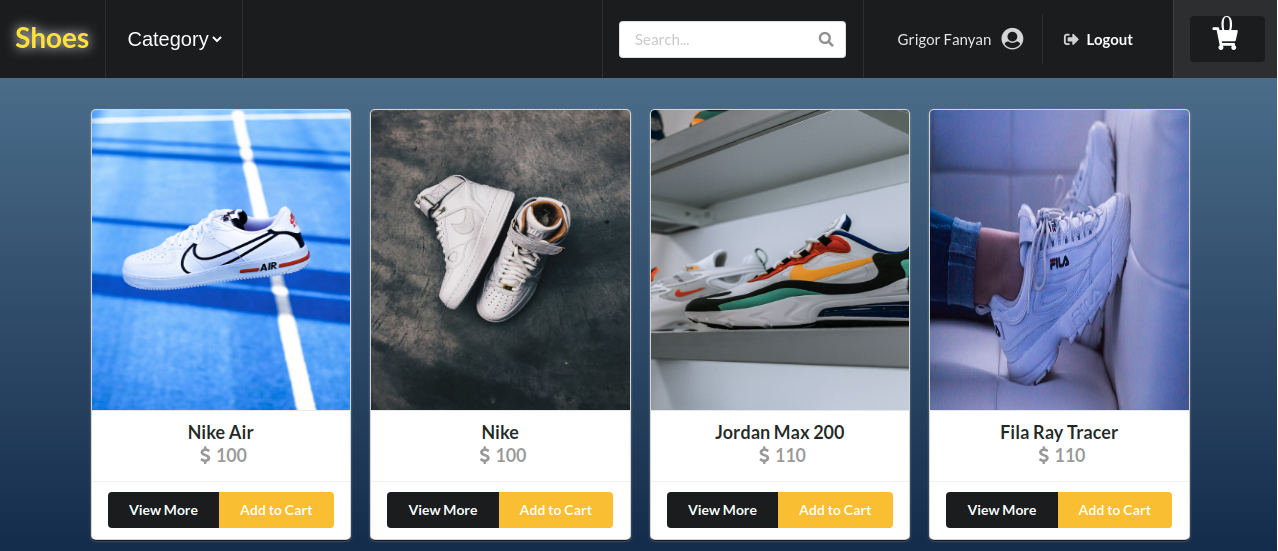 Shoes
Category
Search...
Grigor Fanyan
Logout
0
AIR
FILA
Nike Air
$ 100
View More
Add to Cart
Nike
$ 100
View More
Add to Cart
Jordan Max 200
$ 110
View More
Add to Cart
Fila Ray Tracer
$ 110
View More
Add to Cart